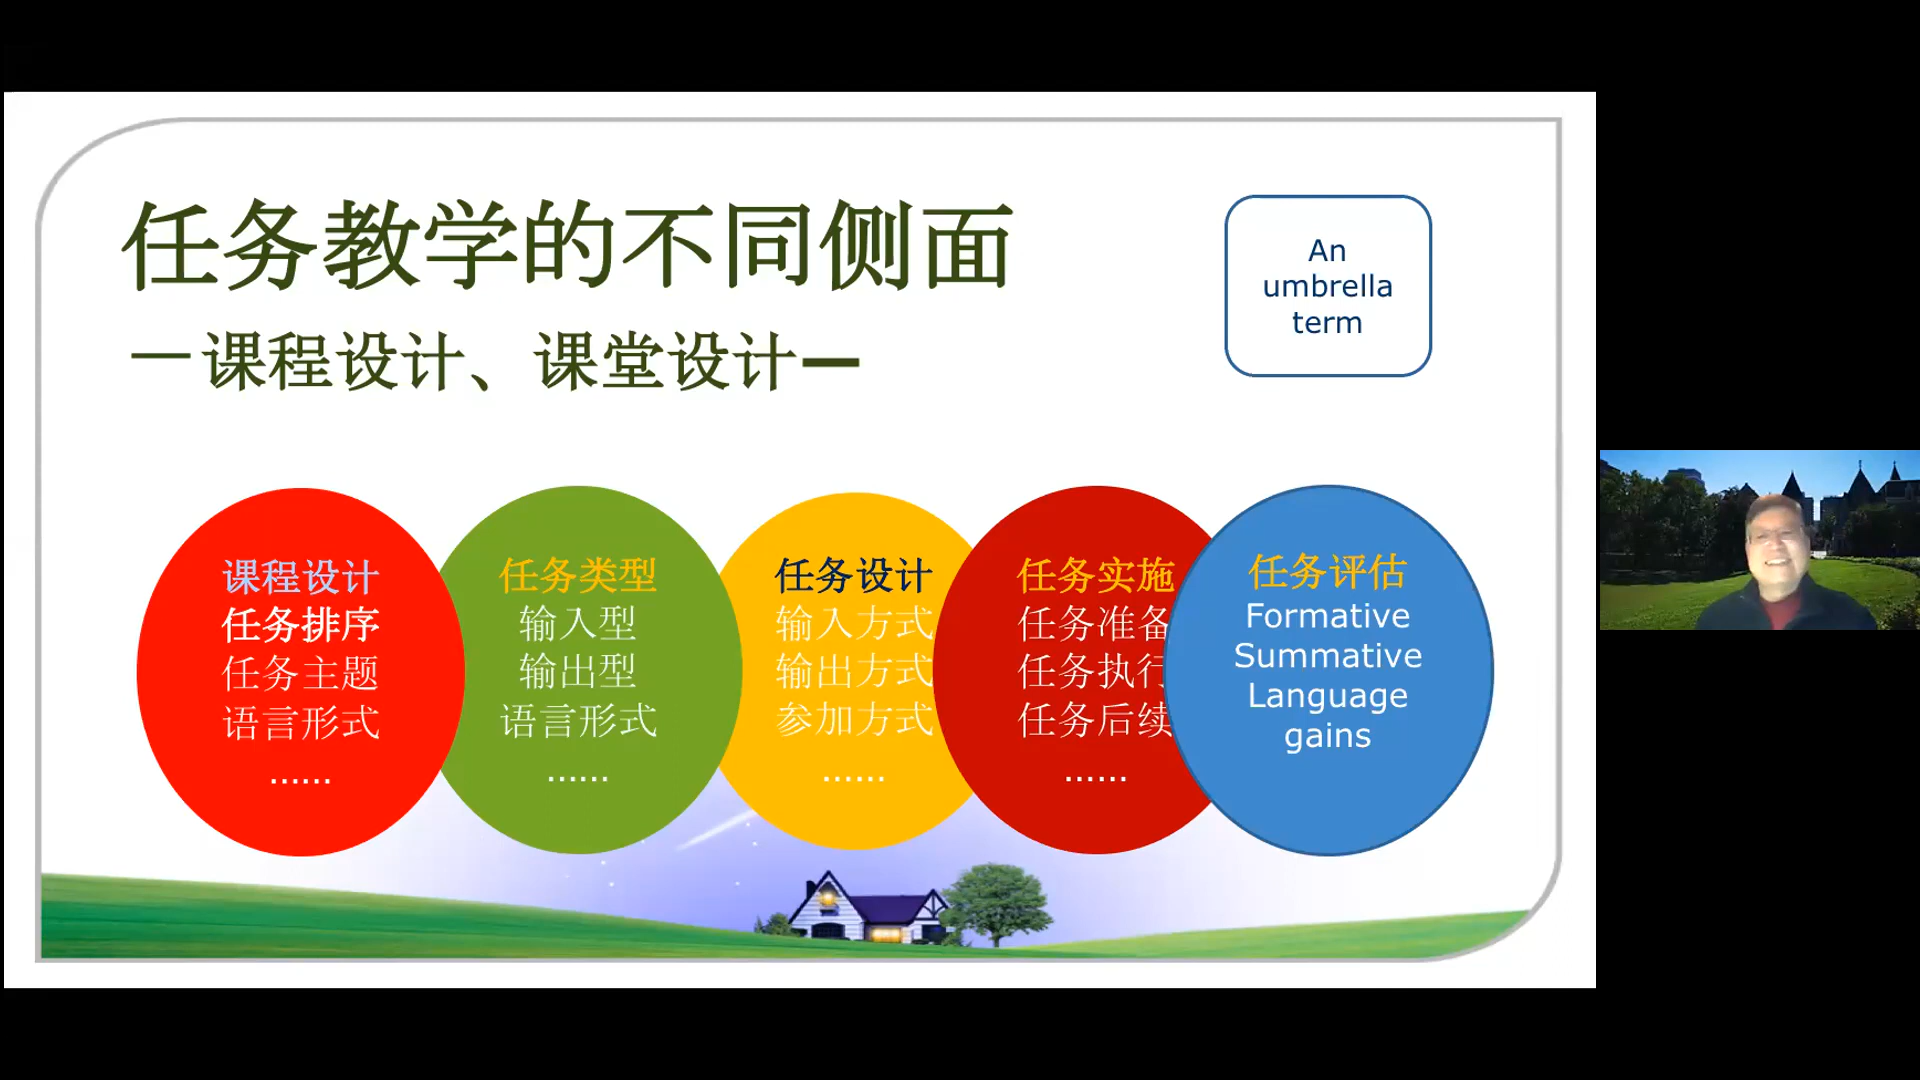 任务教学的不同侧面
—课程设计、课堂设计—
An
umbrella
term
课程设计
任务排序
任务主题
语言形式
……
任务类型
输入型
输出型
语言形式
……
任务设计
输入方式
输出方式
参加方式
……
任务实施
任务准备
任务执行
任务后续
……
任务评估
Formative
Summative
Language
gains